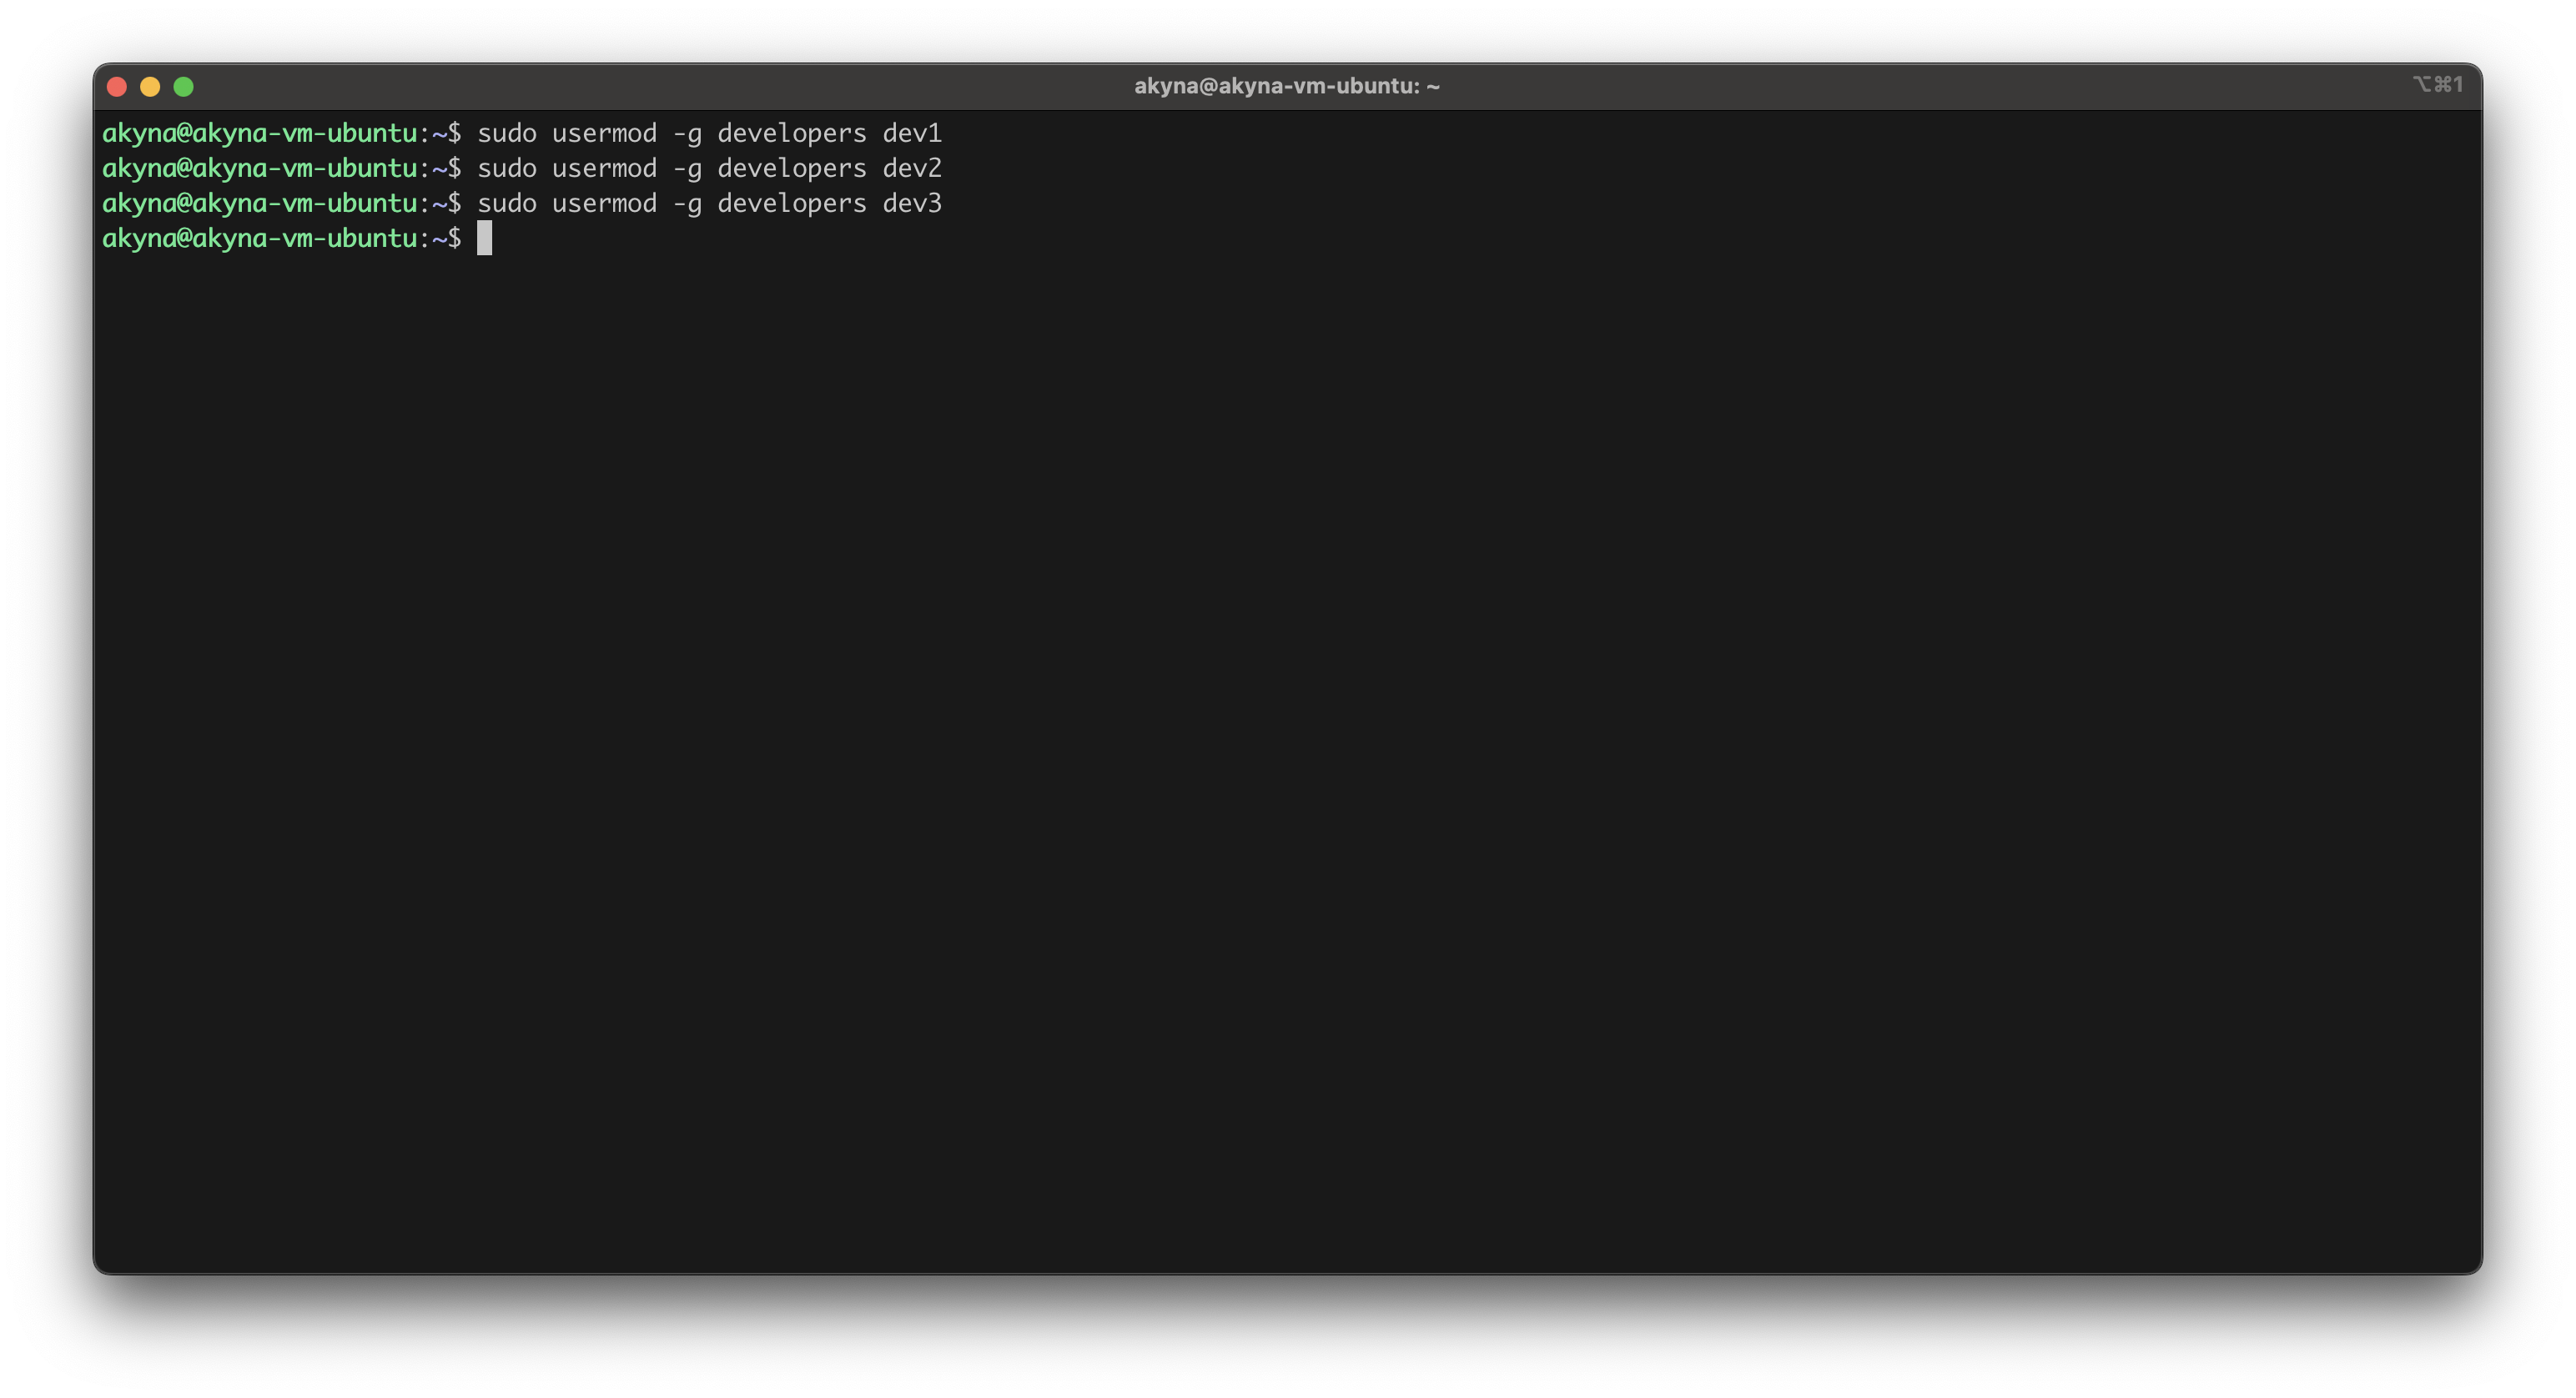 akyna@akyna-vm-ubuntu: ~
⌥⌘1
akyna@akyna-vm-ubuntu:~$ sudo usermod -g developers dev1
akyna@akyna-vm-ubuntu:~$ sudo usermod -g developers dev2
akyna@akyna-vm-ubuntu:~$ sudo usermod -g developers dev3
akyna@akyna-vm-ubuntu:~$